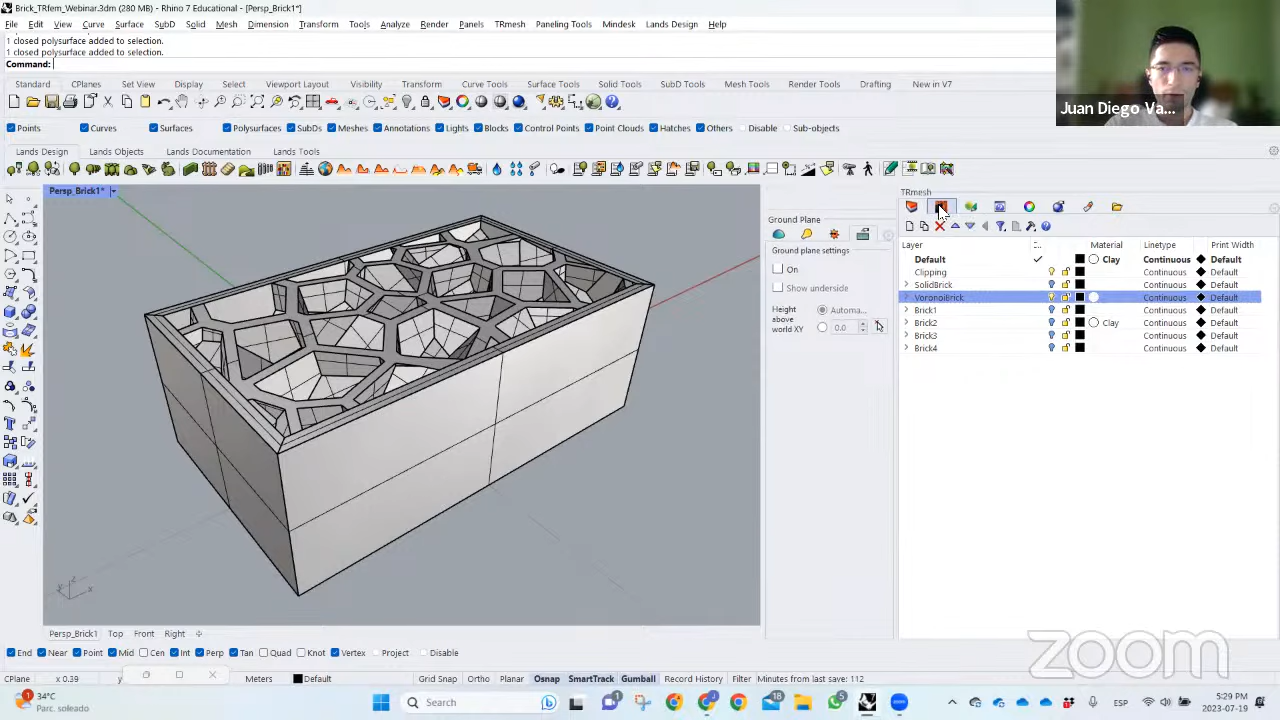 Brick_TRfem_Webinar.3dm (280 MB) - Rhino 7 Educational - [Persp_Brick1*]
File Edit View Curve Surface SubD Solid Mesh Dimension Transform Tools Analyze Render Panels TRmesh Paneling Tools Mindesk Lands Design Help
1 closed polysurface added to selection.
1 closed polysurface added to selection.
Command:
Standard CPlanes Set View Display Select Viewport Layout Visibility Transform Curve Tools Surface Tools Solid Tools SubD Tools Mesh Tools Render Tools Drafting New in V7
Juan Diego Va...
Points Curves Surfaces Polysurfaces SubDs Meshes Annotations Lights Blocks Control Points Point Clouds Hatches Others Disable Sub-objects
Lands Design Lands Objects Lands Documentation Lands Tools
Persp_Brick1*
TRmesh
Ground Plane
Ground plane settings
On
Show underside
Height above world XY
Automa...
0.0
Layer Material Linetype Print Width
Default Clay Continuous Default
Clipping Continuous Default
SolidBrick Continuous Default
VoronoiBrick Continuous Default
Brick1 Continuous Default
Brick2 Clay Continuous Default
Brick3 Continuous Default
Brick4 Continuous Default
z
y
x
Persp_Brick1 Top Front Right
zoom
End Near Point Mid Cen Int Perp Tan Quad Knot Vertex Project Disable
CPlane x 0.39 y Meters Default Grid Snap Ortho Planar Osnap SmartTrack Gumball Record History Filter Minutes from last save: 112
1
34°C
Parc. soleado
Search
1
18
5
ESP
5:29 PM
2023-07-19